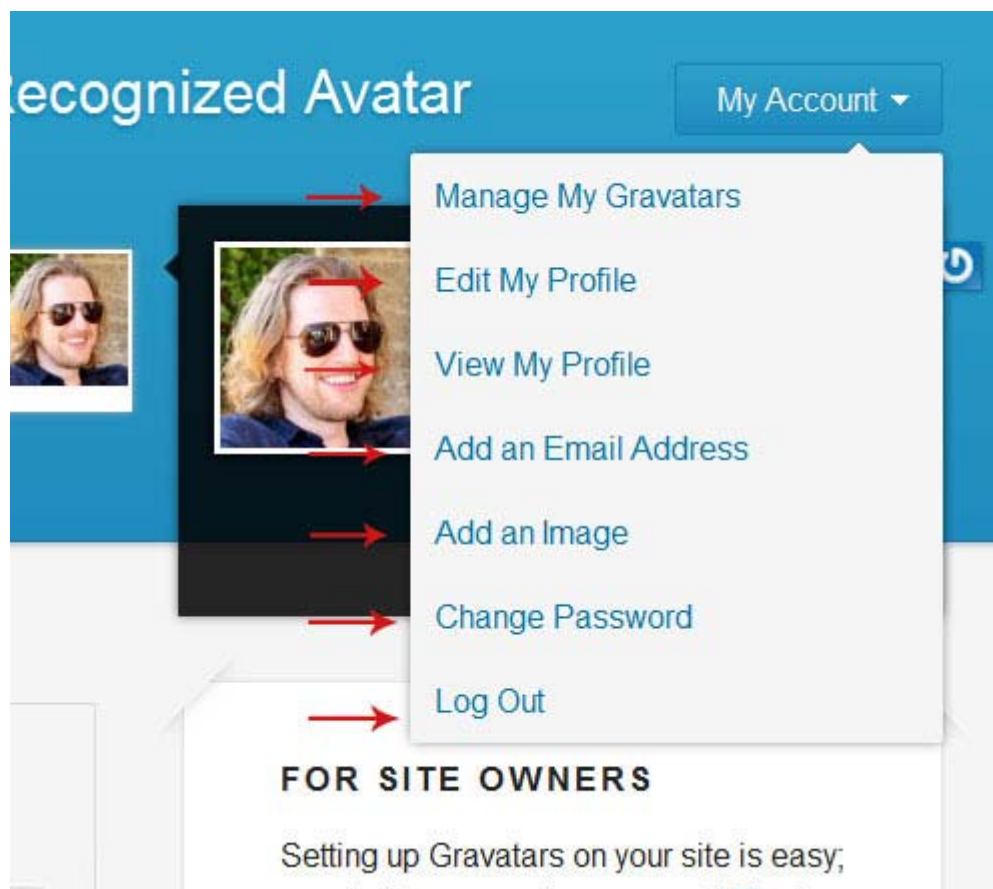 ecognized Avatar
My Account
Manage My Gravatars
Edit My Profile
View My Profile
Add an Email Address
Add an Image
Change Password
Log Out
FOR SITE OWNERS
Setting up Gravatars on your site is easy;